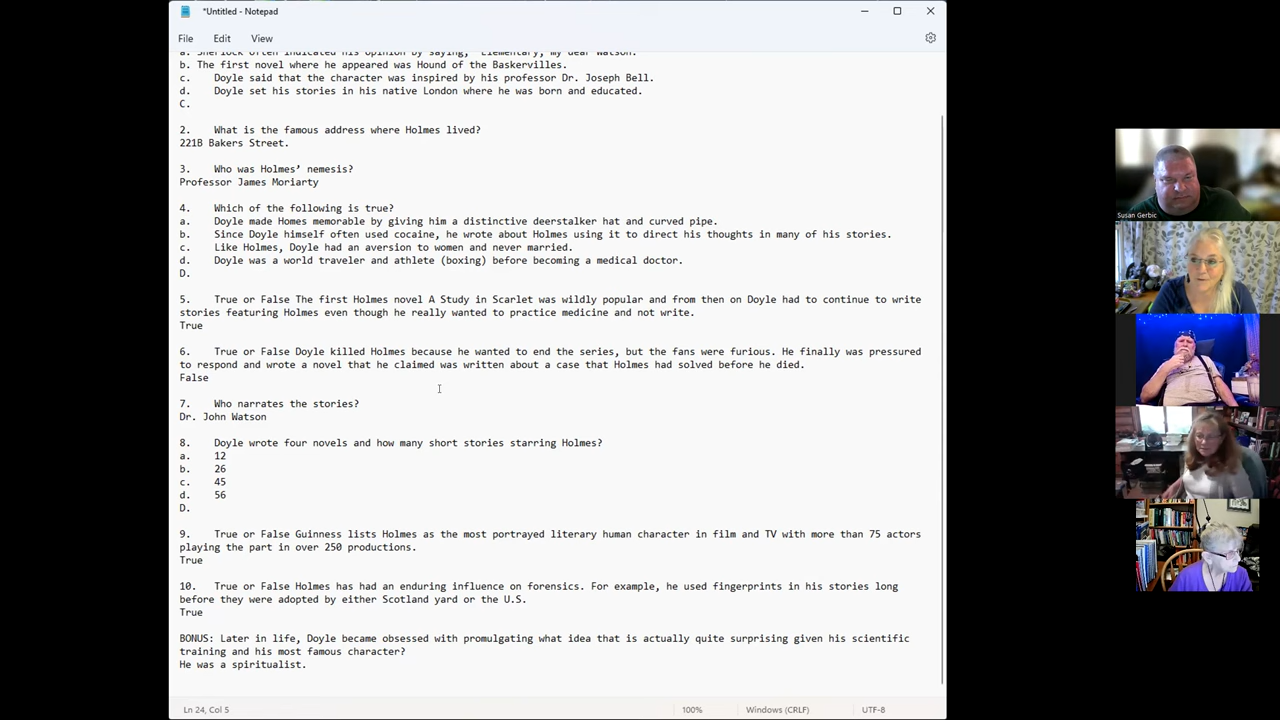 *Untitled - Notepad
File Edit View
a. Sherlock often indicated his opinion by saying, "Elementary, my dear Watson.
b. The first novel where he appeared was Hound of the Baskervilles.
c. Doyle said that the character was inspired by his professor Dr. Joseph Bell.
d. Doyle set his stories in his native London where he was born and educated.
C.
2. What is the famous address where Holmes lived?
221B Bakers Street.
3. Who was Holmes’ nemesis?
Professor James Moriarty
4. Which of the following is true?
a. Doyle made Homes memorable by giving him a distinctive deerstalker hat and curved pipe.
b. Since Doyle himself often used cocaine, he wrote about Holmes using it to direct his thoughts in many of his stories.
c. Like Holmes, Doyle had an aversion to women and never married.
d. Doyle was a world traveler and athlete (boxing) before becoming a medical doctor.
D.
5. True or False The first Holmes novel A Study in Scarlet was wildly popular and from then on Doyle had to continue to write
stories featuring Holmes even though he really wanted to practice medicine and not write.
True
6. True or False Doyle killed Holmes because he wanted to end the series, but the fans were furious. He finally was pressured
to respond and wrote a novel that he claimed was written about a case that Holmes had solved before he died.
False
7. Who narrates the stories?
Dr. John Watson
8. Doyle wrote four novels and how many short stories starring Holmes?
a. 12
b. 26
c. 45
d. 56
D.
9. True or False Guinness lists Holmes as the most portrayed literary human character in film and TV with more than 75 actors
playing the part in over 250 productions.
True
10. True or False Holmes has had an enduring influence on forensics. For example, he used fingerprints in his stories long
before they were adopted by either Scotland yard or the U.S.
True
BONUS: Later in life, Doyle became obsessed with promulgating what idea that is actually quite surprising given his scientific
training and his most famous character?
He was a spiritualist.
Ln 24, Col 5 100% Windows (CRLF) UTF-8
Susan Gerbic